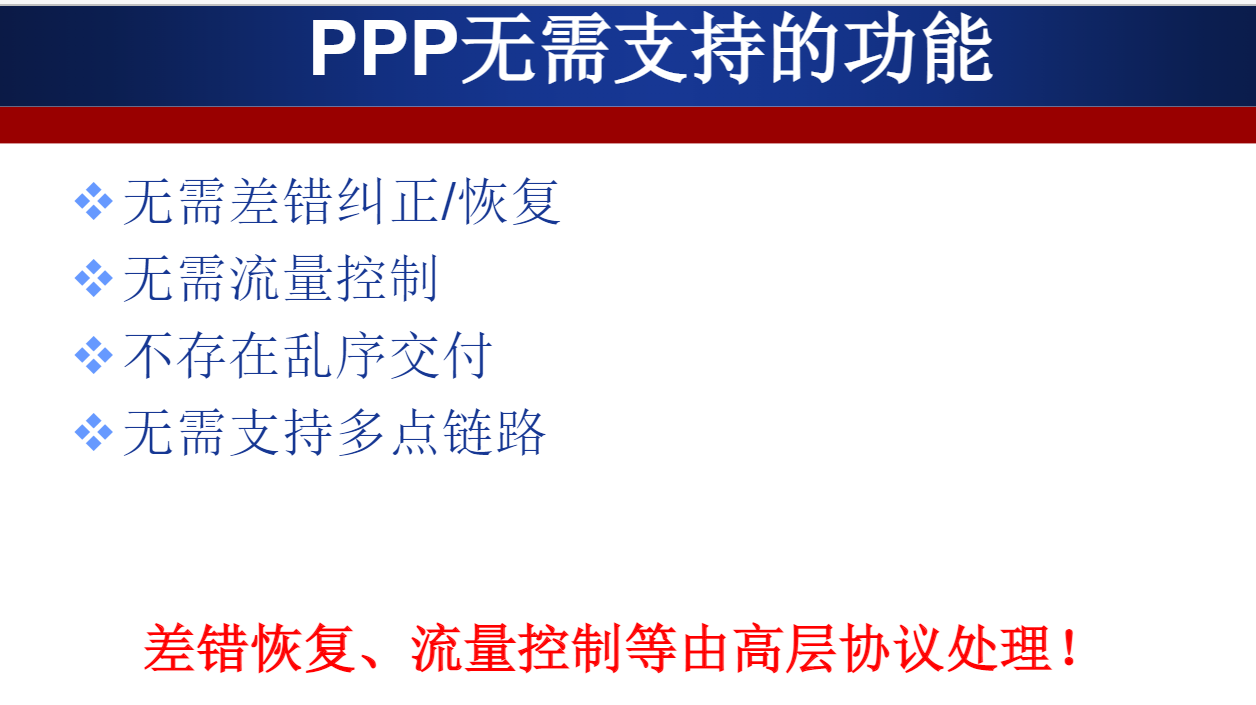 PPP无需支持的功能
无需差错纠正/恢复
无需流量控制
不存在乱序交付
无需支持多点链路
差错恢复、流量控制等由高层协议处理！